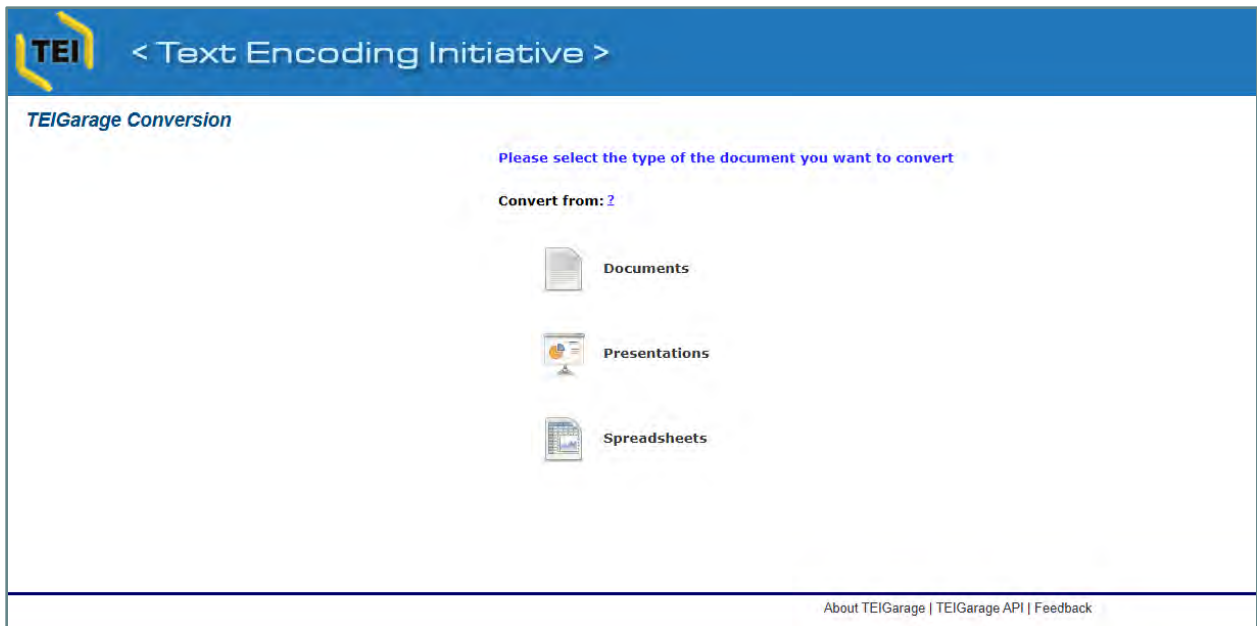 TEI
< Text Encoding Initiative >
TEIGarage Conversion
Please select the type of the document you want to convert
Convert from: ?
Documents
Presentations
Spreadsheets
About TEIGarage | TEIGarage API | Feedback